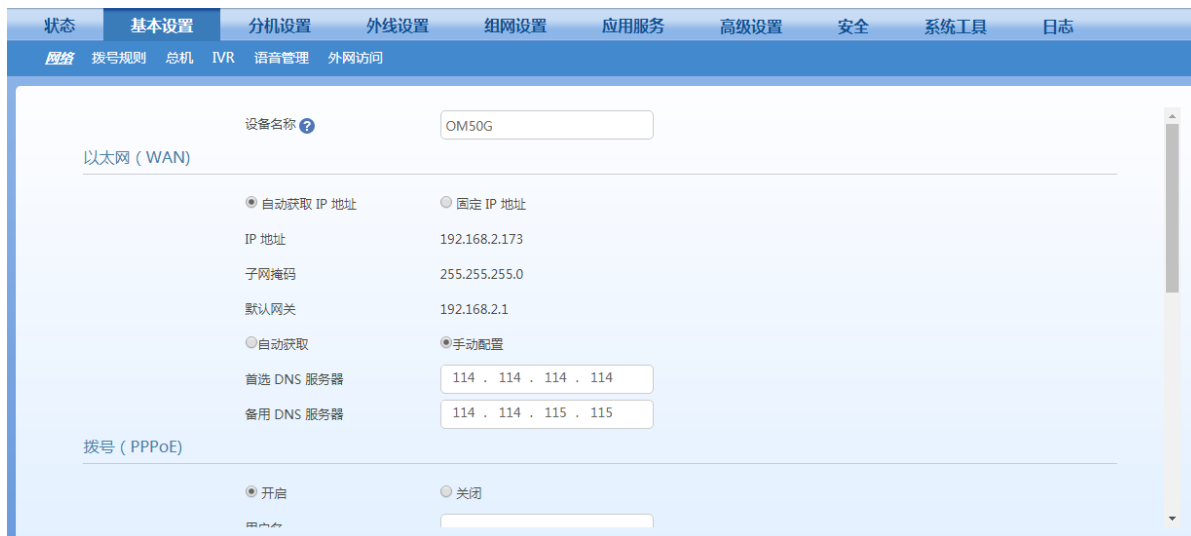 状态 基本设置 分机设置 外线设置 组网设置 应用服务 高级设置 安全 系统工具 日志
网络 拨号规则 总机 IVR 语音管理 外网访问
设备名称 ? OM50G
以太网 ( WAN)
自动获取 IP 地址 固定 IP 地址
IP 地址 192.168.2.173
子网掩码 255.255.255.0
默认网关 192.168.2.1
自动获取 手动配置
首选 DNS 服务器 114 . 114 . 114 . 114
备用 DNS 服务器 114 . 114 . 115 . 115
拨号 ( PPPoE)
开启 关闭
用户名